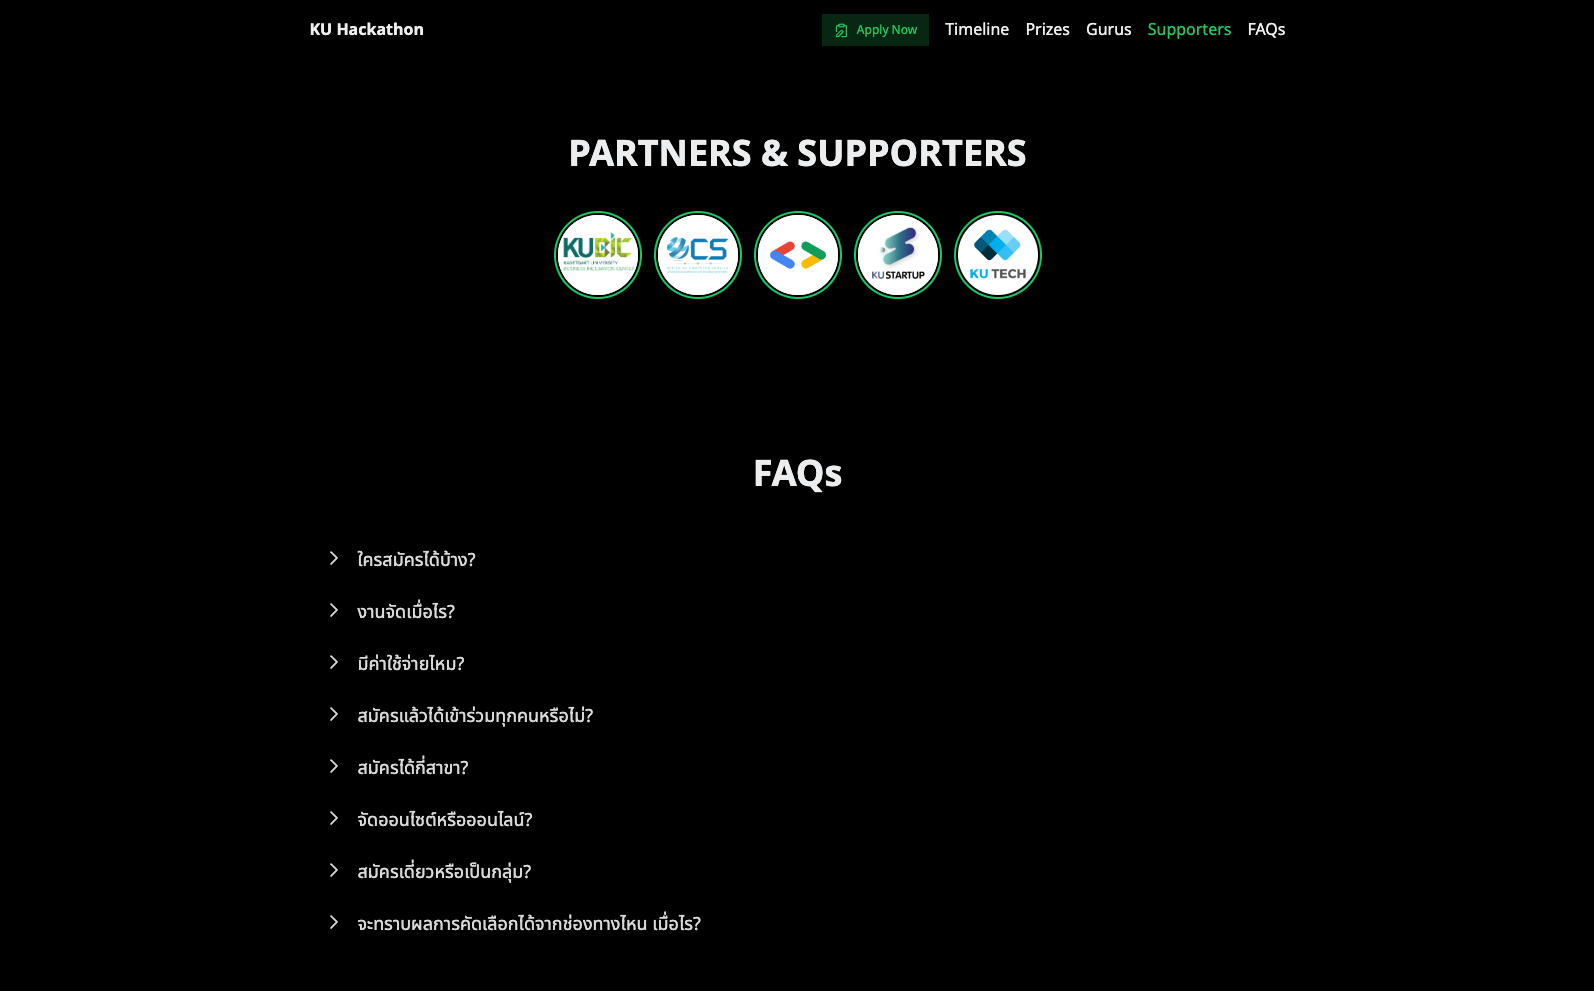 KU Hackathon
Apply Now
Timeline
Prizes
Gurus
Supporters
FAQs
PARTNERS & SUPPORTERS
KUBIC
KASETSART UNIVERSITY
BUSINESS INCUBATION CENTER
OCS
KU STARTUP
KU TECH
FAQs
ใครสมัครได้บ้าง?
งานจัดเมื่อไร?
มีค่าใช้จ่ายไหม?
สมัครแล้วได้เข้าร่วมทุกคนหรือไม่?
สมัครได้กี่สาขา?
จัดออนไซต์หรือออนไลน์?
สมัครเดี่ยวหรือเป็นกลุ่ม?
จะทราบผลการคัดเลือกได้จากช่องทางไหน เมื่อไร?